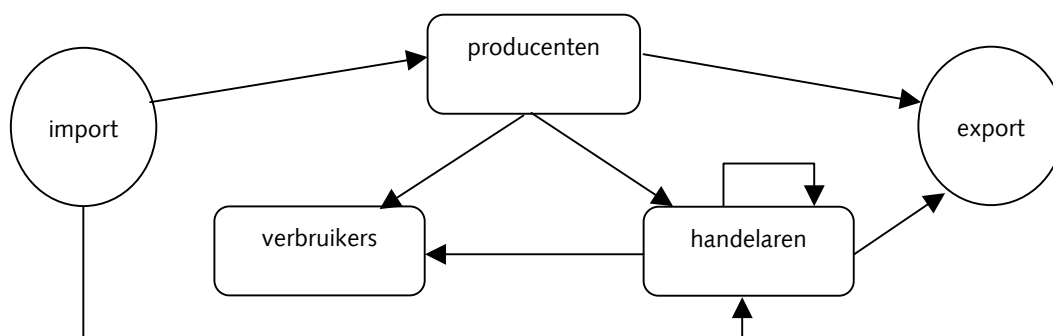 producenten
import
export
verbruikers
handelaren